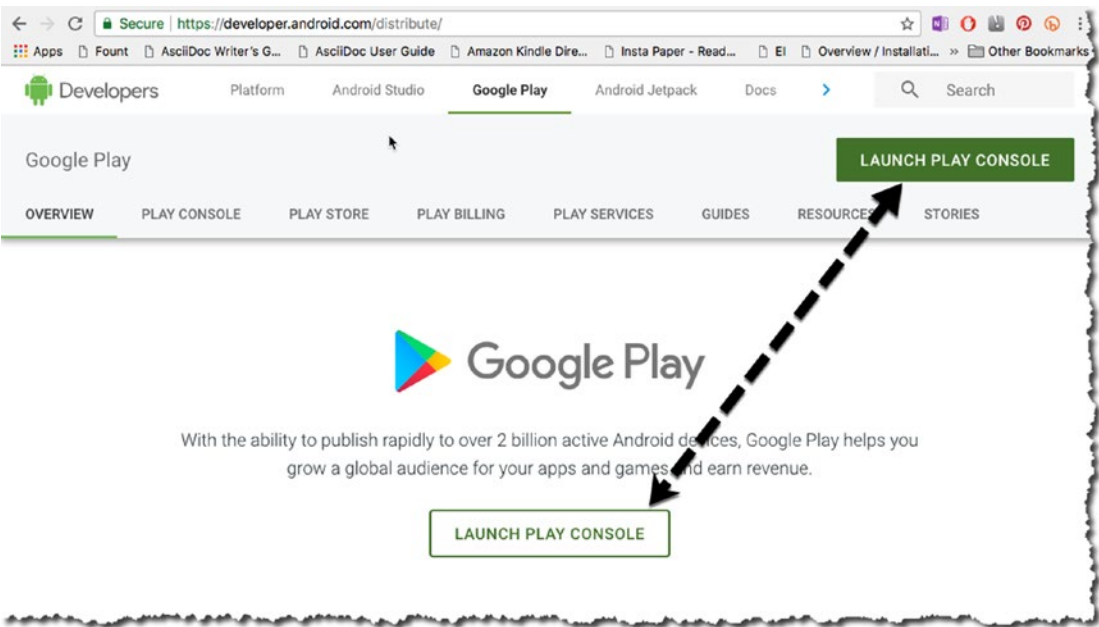 Secure | https://developer.android.com/distribute/
Apps Fount AsciiDoc Writer's G... AsciiDoc User Guide Amazon Kindle Dire... Insta Paper - Read... EI Overview / Installati... » Other Bookmarks
Developers Platform Android Studio Google Play Android Jetpack Docs > Search
Google Play LAUNCH PLAY CONSOLE
OVERVIEW PLAY CONSOLE PLAY STORE PLAY BILLING PLAY SERVICES GUIDES RESOURCES STORIES
Google Play
With the ability to publish rapidly to over 2 billion active Android devices, Google Play helps you
grow a global audience for your apps and games and earn revenue.
LAUNCH PLAY CONSOLE